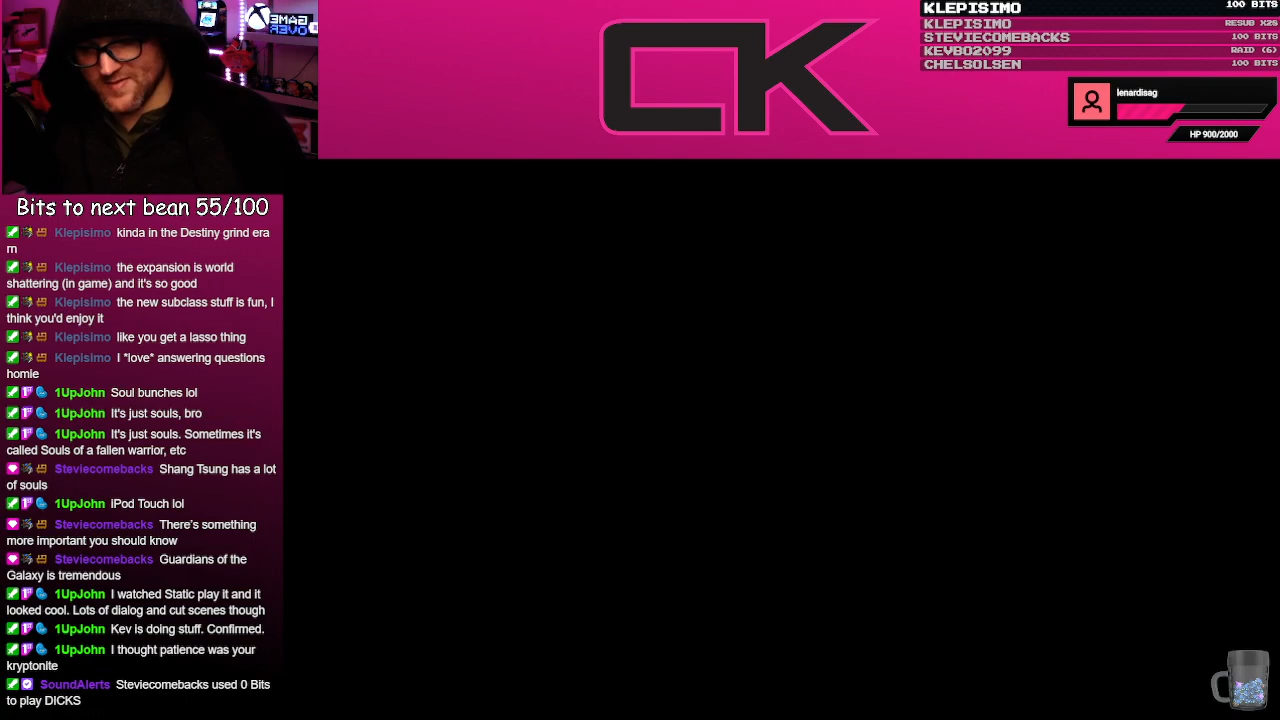 GAME
OVER
CK
KLEPISIMO 100 BITS
KLEPISIMO RESUB X26
STEVIECOMEBACKS 100 BITS
KEVBO2099 RAID (6)
CHELSOLSEN 100 BITS
lenardisag
HP 900/2000
Bits to next bean 55/100
Klepisimo kinda in the Destiny grind era
rn
Klepisimo the expansion is world
shattering (in game) and it's so good
Klepisimo the new subclass stuff is fun, I
think you'd enjoy it
Klepisimo like you get a lasso thing
Klepisimo I *love* answering questions
homie
1UpJohn Soul bunches lol
1UpJohn It's just souls, bro
1UpJohn It's just souls. Sometimes it's
called Souls of a fallen warrior, etc
Steviecomebacks Shang Tsung has a lot
of souls
1UpJohn iPod Touch lol
Steviecomebacks There's something
more important you should know
Steviecomebacks Guardians of the
Galaxy is tremendous
1UpJohn I watched Static play it and it
looked cool. Lots of dialog and cut scenes though
1UpJohn Kev is doing stuff. Confirmed.
1UpJohn I thought patience was your
kryptonite
SoundAlerts Steviecomebacks used 0 Bits
to play DICKS